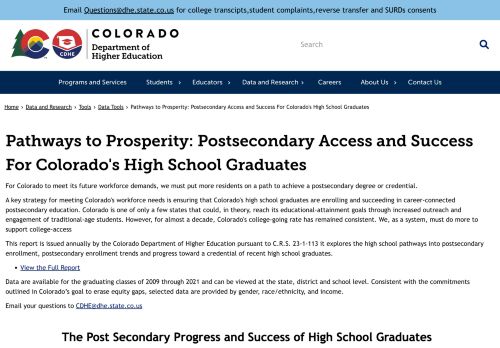 Email Questions@dhe.state.co.us for college transcipts,student complaints,reverse transfer and SURDs consents
C
CDHE
COLORADO
Department of
Higher Education
Search
Programs and Services Students › Educators › Data and Research › Careers About Us › Contact Us
Home › Data and Research › Tools › Data Tools › Pathways to Prosperity: Postsecondary Access and Success For Colorado's High School Graduates
Pathways to Prosperity: Postsecondary Access and Success
For Colorado's High School Graduates
For Colorado to meet its future workforce demands, we must put more residents on a path to achieve a postsecondary degree or credential.
A key strategy for meeting Colorado's workforce needs is ensuring that Colorado's high school graduates are enrolling and succeeding in career-connected
postsecondary education. Colorado is one of only a few states that could, in theory, reach its educational-attainment goals through increased outreach and
engagement of traditional-age students. However, for almost a decade, Colorado's college-going rate has remained consistent. We, as a system, must do more to
support college-access
This report is issued annually by the Colorado Department of Higher Education pursuant to C.R.S. 23-1-113 it explores the high school pathways into postsecondary
enrollment, postsecondary enrollment trends and progress toward a credential of recent high school graduates.
• View the Full Report
Data are available for the graduating classes of 2009 through 2021 and can be viewed at the state, district and school level. Consistent with the commitments
outlined in Colorado's goal to erase equity gaps, selected data are provided by gender, race/ethnicity, and income.
Email your questions to CDHE@dhe.state.co.us
The Post Secondary Progress and Success of High School Graduates